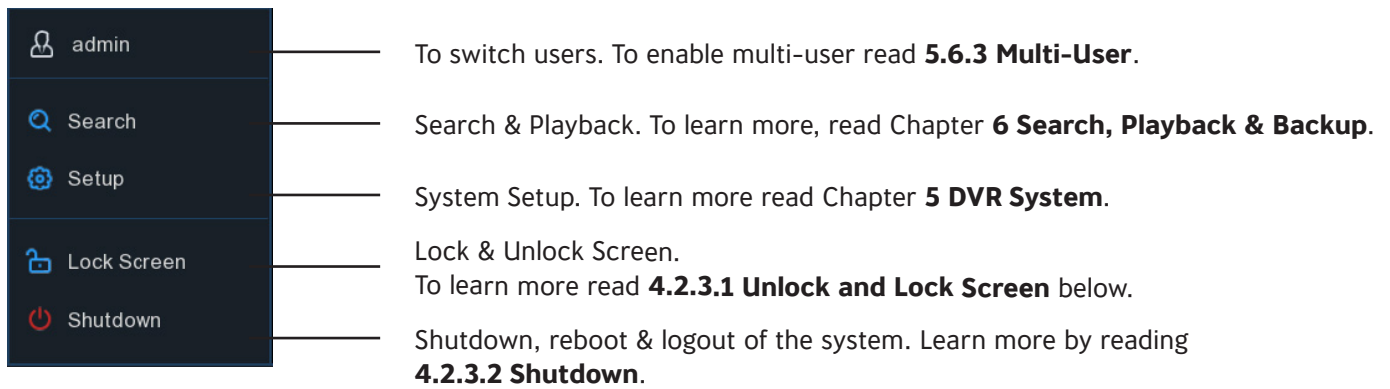 admin
To switch users. To enable multi-user read 5.6.3 Multi-User.
Search
Search & Playback. To learn more, read Chapter 6 Search, Playback & Backup.
Setup
System Setup. To learn more read Chapter 5 DVR System.
Lock Screen
Lock & Unlock Screen.
To learn more read 4.2.3.1 Unlock and Lock Screen below.
Shutdown
Shutdown, reboot & logout of the system. Learn more by reading
4.2.3.2 Shutdown.